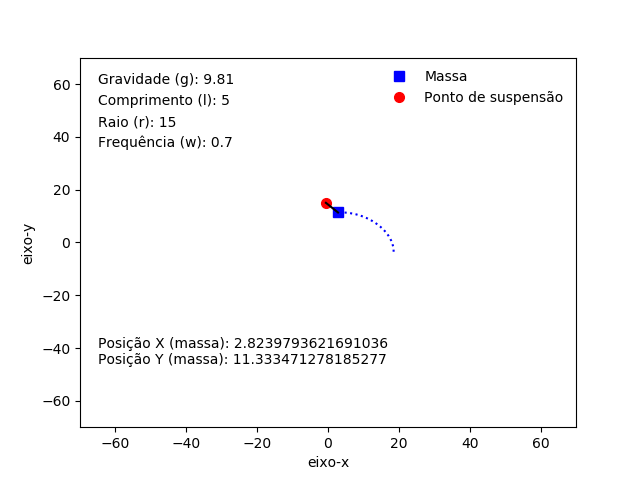 Gravidade (g): 9.81
Comprimento (l): 5
Raio (r): 15
Frequência (w): 0.7
Massa
Ponto de suspensão
60
40
20
0
−20
−40
−60
eixo-y
Posição X (massa): 2.8239793621691036
Posição Y (massa): 11.333471278185277
−60
−40
−20
0
20
40
60
eixo-x